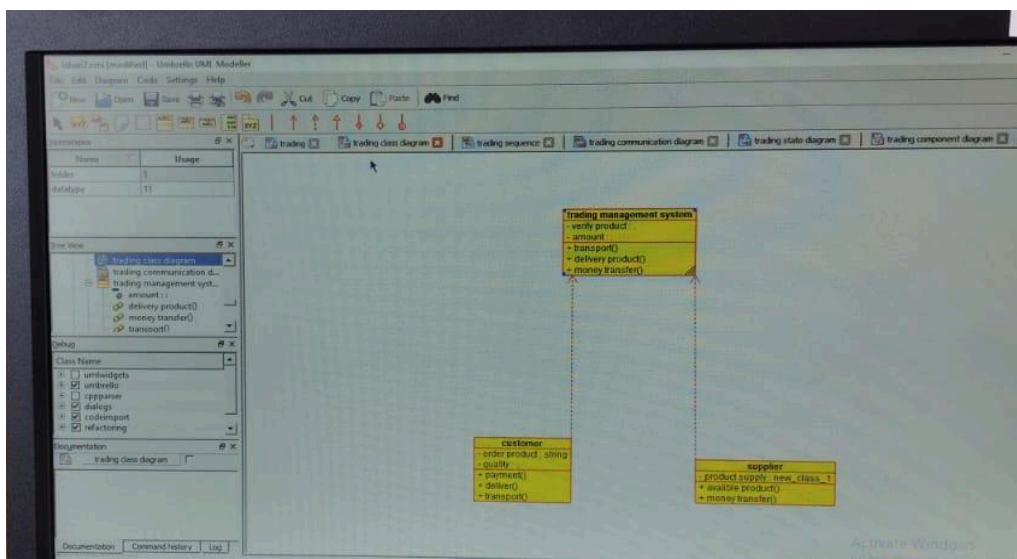 lohan7.xmi [modified] - Umbrello UML Modeller
File Edit Diagram Code Settings Help
New Open Save Cut Copy Paste Find
Stereotypes
trading trading class diagram trading sequence trading communication diagram trading state diagram trading component diagram
Name Usage
folder 1
datatype 11
Tree View
trading class diagram
trading communication d...
trading management syst...
amount : :
delivery product()
money transfer()
transport()
Debug
Class Name
umlwidgets
umbrello
cppparser
dialogs
codeimport
refactoring
Documentation
trading class diagram
Documentation Command history Log
trading management system
- verify product : 
- amount :
+ transport()
+ delivery product()
+ money transfer()
customer
- order product : string
- quality :
+ payment()
+ deliver()
+ transport()
supplier
- product supply : new_class_1
+ availble product()
+ money transfer()
Activate Windows